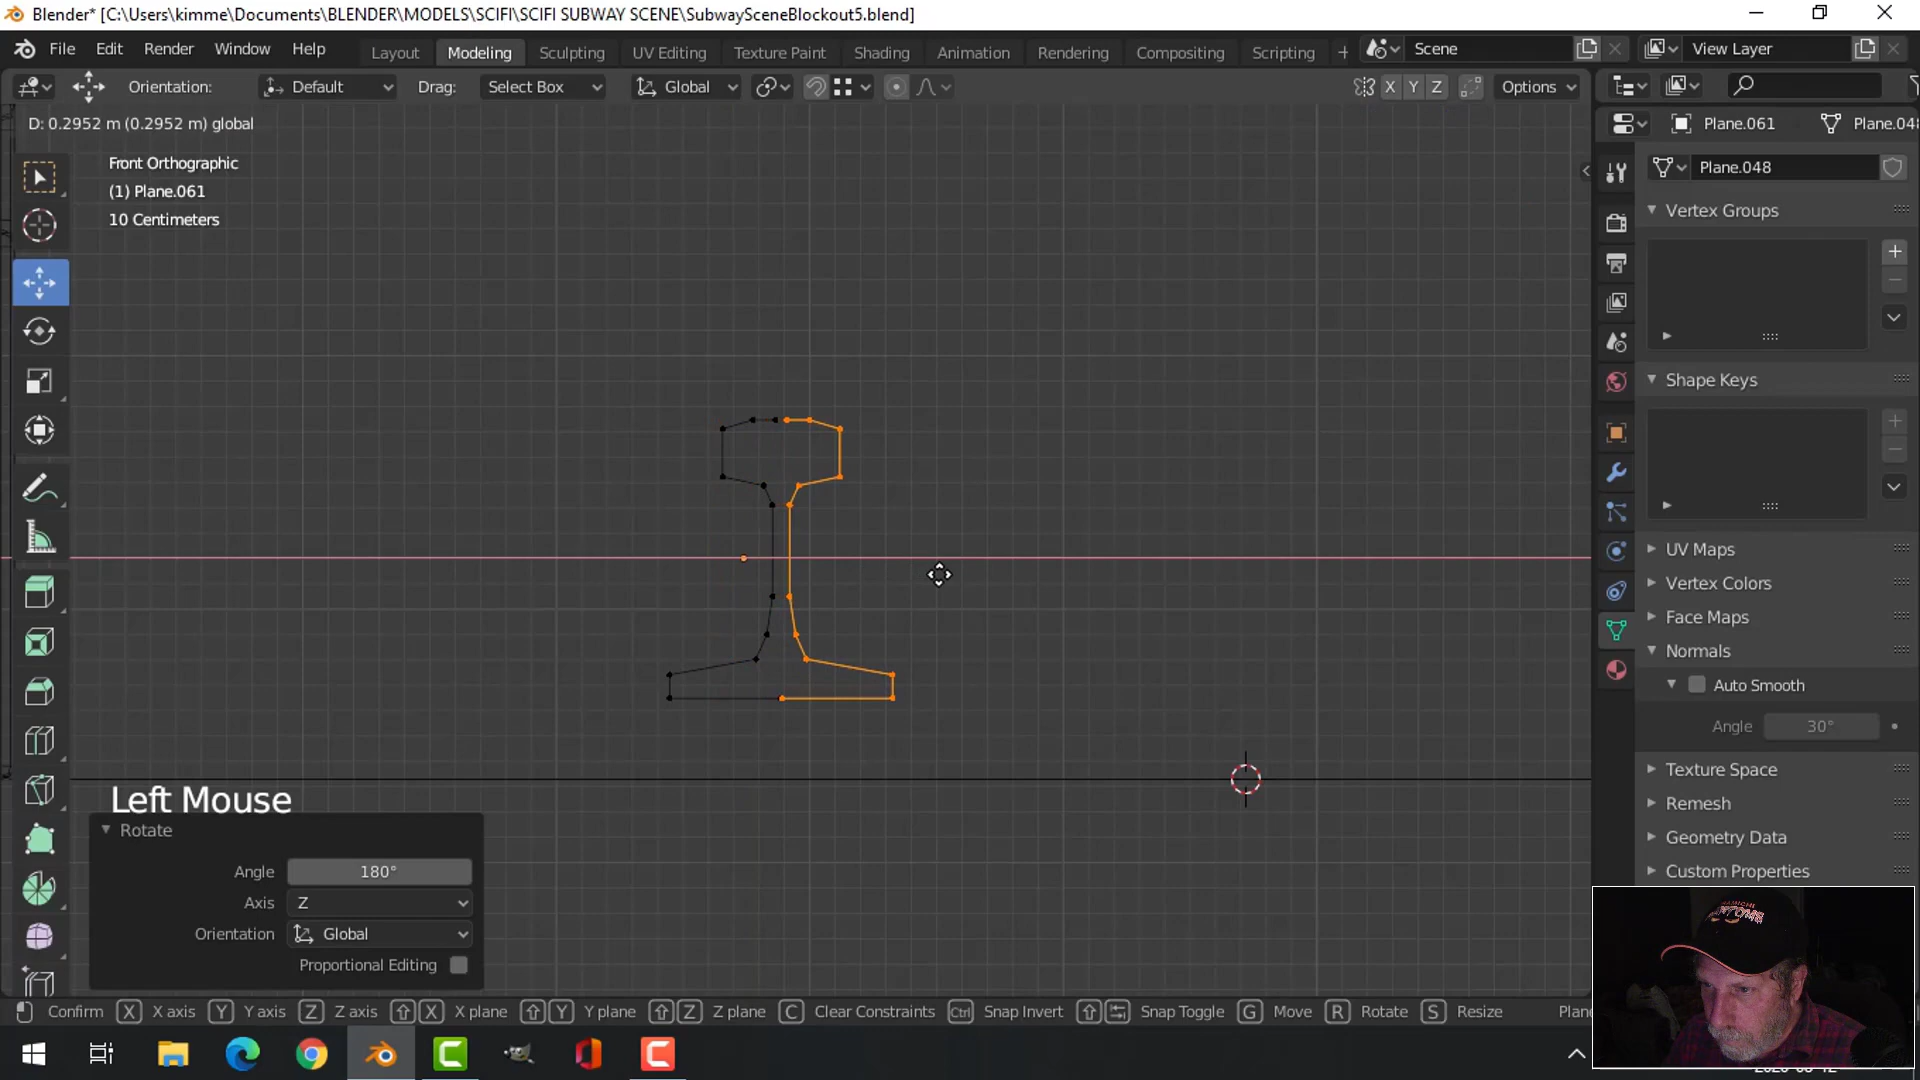 Blender* [C:\Users\kimme\Documents\BLENDER\MODELS\SCIFI\SCIFI SUBWAY SCENE\SubwaySceneBlockout5.blend]
File Edit Render Window Help Layout Modeling Sculpting UV Editing Texture Paint Shading Animation Rendering Compositing Scripting + Scene View Layer
Orientation: Default Drag: Select Box Global X Y Z Options
D: 0.2952 m (0.2952 m) global
Plane.061
Front Orthographic
(1) Plane.061
10 Centimeters
Plane.048
Vertex Groups
Shape Keys
UV Maps
Vertex Colors
Face Maps
Normals
Auto Smooth
Angle 30°
Texture Space
Remesh
Geometry Data
Custom Properties
Left Mouse
Rotate
Angle 180°
Axis Z
Orientation Global
Proportional Editing
Confirm X X axis Y Y axis Z Z axis X X plane Y Y plane Z Z plane C Clear Constraints Ctrl Snap Invert Snap Toggle G Move R Rotate S Resize